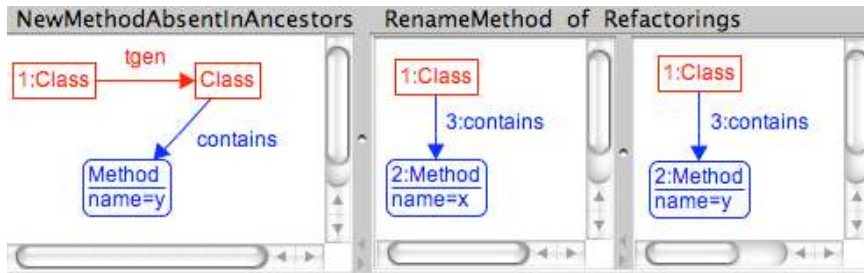 NewMethodAbsentInAncestors
RenameMethod of Refactorings
tgen
1:Class
Class
contains
Method
name=y
1:Class
3:contains
2:Method
name=x
1:Class
3:contains
2:Method
name=y